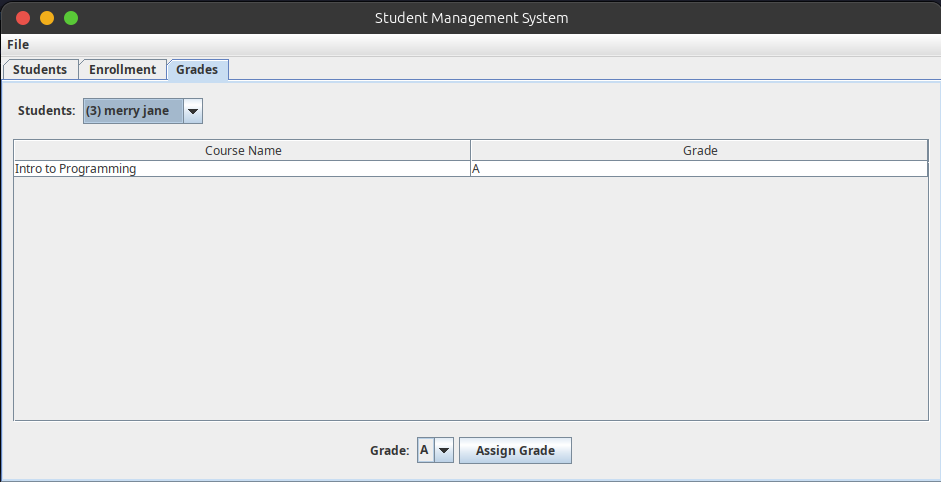 Student Management System
File
Students Enrollment Grades
Students: (3) merry jane
Course Name Grade
Intro to Programming A
Grade: A Assign Grade